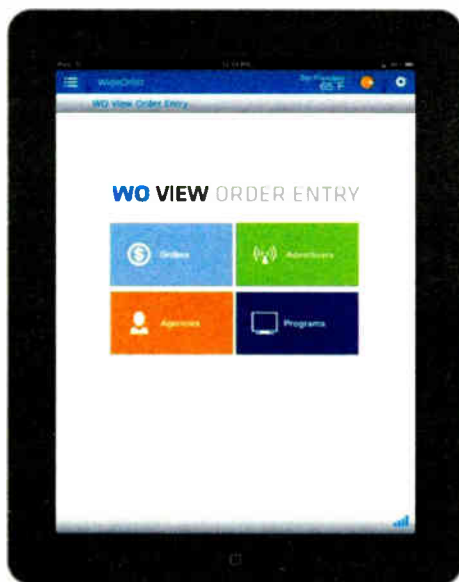 WideOrbit
San Francisco
65 F
WO View Order Entry
WO VIEW ORDER ENTRY
Orders
Advertisers
Agencies
Programs